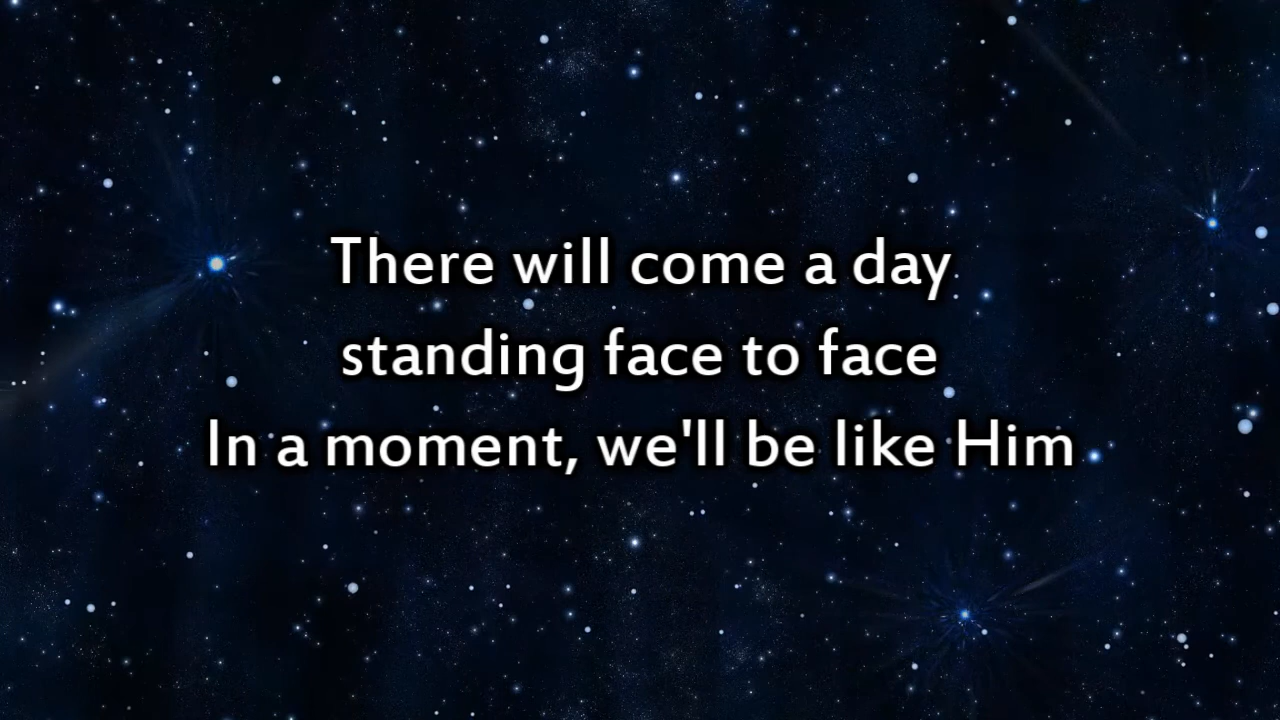 There will come a day
standing face to face
In a moment, we'll be like Him